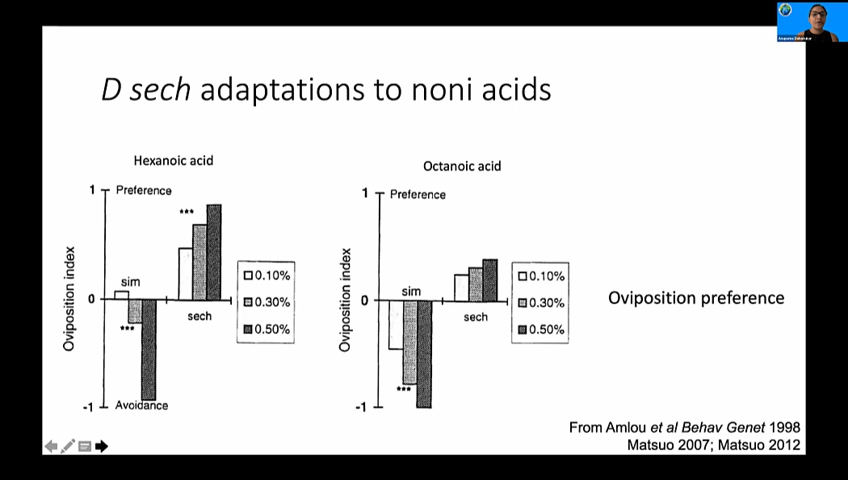 D sech adaptations to noni acids
Hexanoic acid
1
Preference
***
sim
0
***
sech
Oviposition index
-1
Avoidance
0.10%
0.30%
0.50%
Octanoic acid
1
Preference
sim
0
sech
Oviposition index
***
-1
0.10%
0.30%
0.50%
Oviposition preference
From Amlou et al Behav Genet 1998
Matsuo 2007; Matsuo 2012